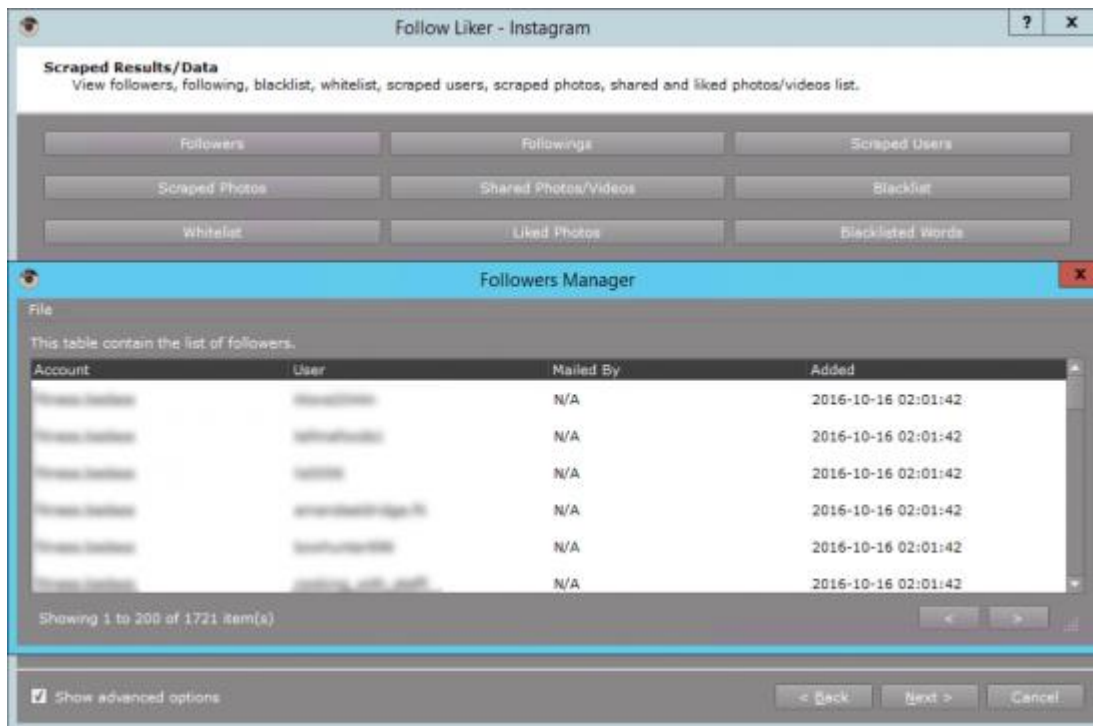 Follow Liker - Instagram
? x
Scraped Results/Data
View followers, following, blacklist, whitelist, scraped users, scraped photos, shared and liked photos/videos list.
Followers Followings Scraped Users
Scraped Photos Shared Photos/Videos Blacklist
Whitelist Liked Photos Blacklisted Words
Followers Manager
x
File
This table contain the list of followers.
Account User Mailed By Added
N/A 2016-10-16 02:01:42
N/A 2016-10-16 02:01:42
N/A 2016-10-16 02:01:42
N/A 2016-10-16 02:01:42
N/A 2016-10-16 02:01:42
N/A 2016-10-16 02:01:42
Showing 1 to 200 of 1721 item(s)
< >
Show advanced options
< Back Next > Cancel